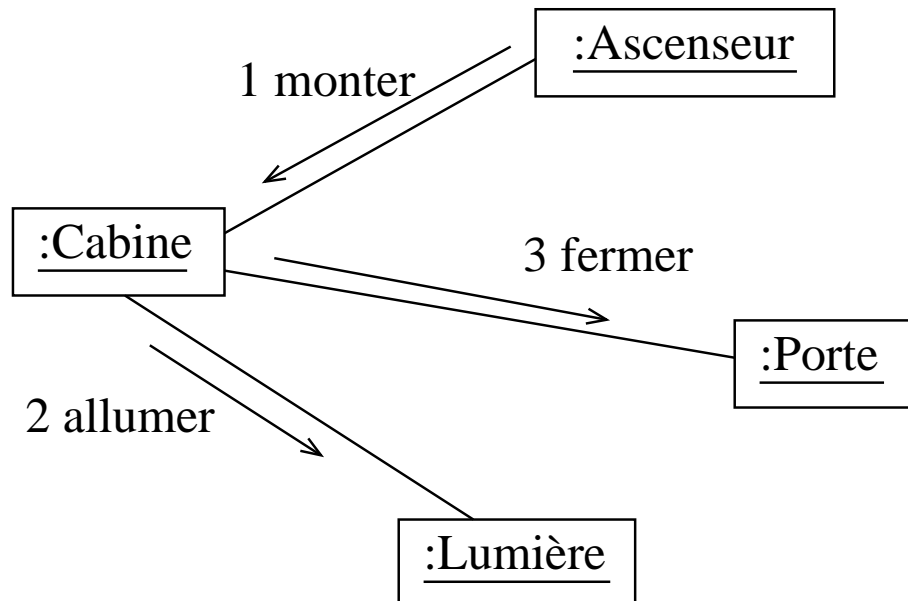 :Ascenseur
1 monter
:Cabine
3 fermer
:Porte
2 allumer
:Lumière